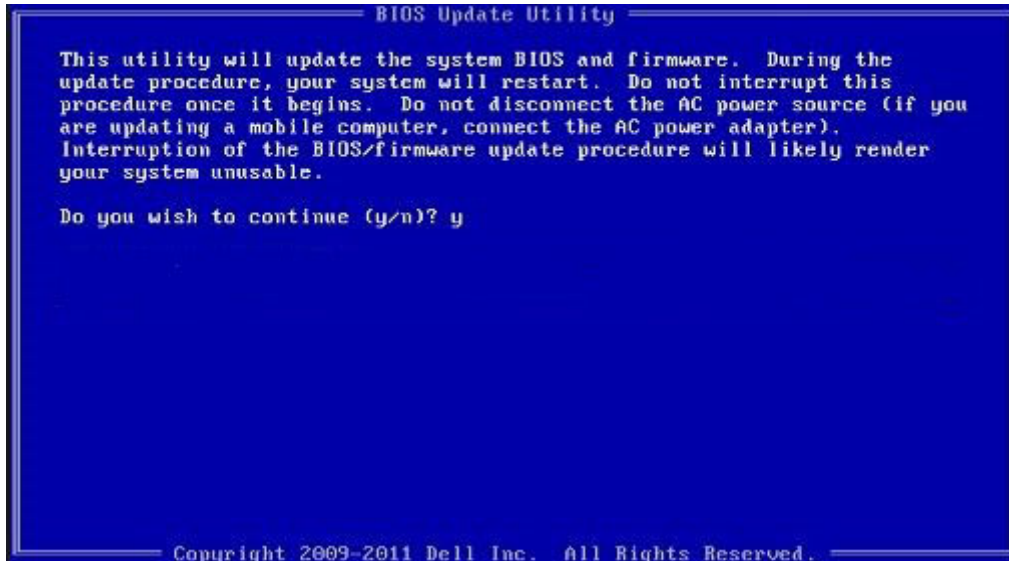 BIOS Update Utility
This utility will update the system BIOS and firmware.  During the
update procedure, your system will restart.  Do not interrupt this
procedure once it begins.  Do not disconnect the AC power source (if you
are updating a mobile computer, connect the AC power adapter).
Interruption of the BIOS/firmware update procedure will likely render
your system unusable.
Do you wish to continue (y/n)? y
Copyright 2009-2011 Dell Inc.  All Rights Reserved.